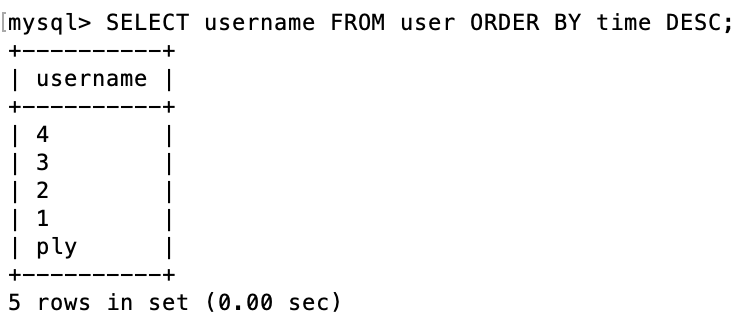 [mysql> SELECT username FROM user ORDER BY time DESC;
+----------+
| username |
+----------+
| 4        |
| 3        |
| 2        |
| 1        |
| ply      |
+----------+
5 rows in set (0.00 sec)